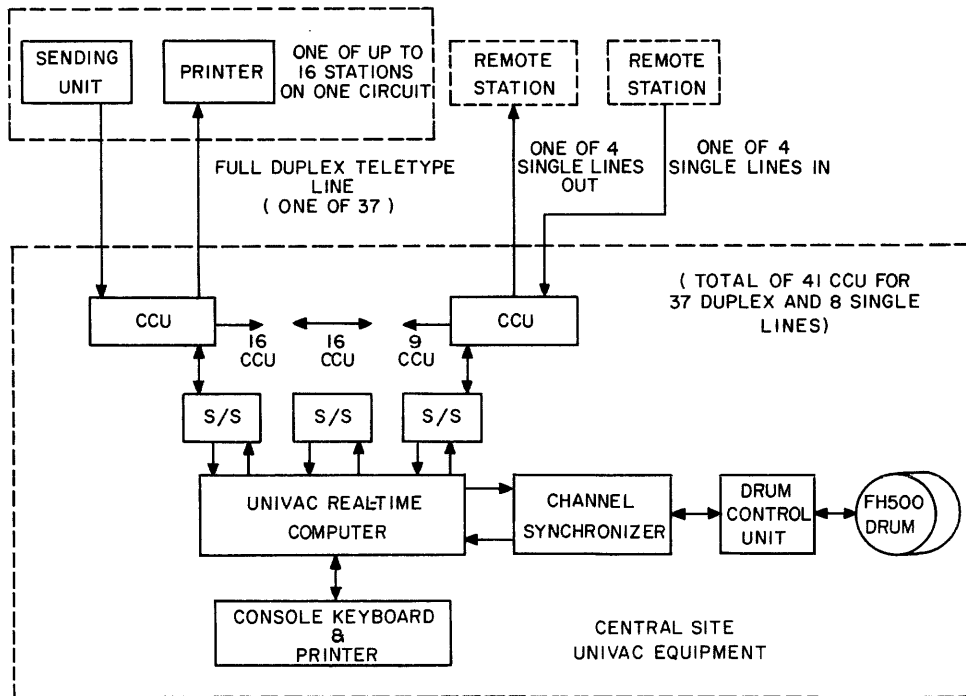 SENDING
UNIT
PRINTER
ONE OF UP TO
16 STATIONS
ON ONE CIRCUIT
REMOTE
STATION
REMOTE
STATION
FULL DUPLEX TELETYPE
LINE
( ONE OF 37 )
ONE OF 4
SINGLE LINES
OUT
ONE OF 4
SINGLE LINES IN
( TOTAL OF 41 CCU FOR
37 DUPLEX AND 8 SINGLE
LINES)
CCU
16
CCU
16
CCU
9
CCU
CCU
S/S
S/S
S/S
UNIVAC REAL-TIME
COMPUTER
CHANNEL
SYNCHRONIZER
DRUM
CONTROL
UNIT
FH500
DRUM
CONSOLE KEYBOARD
&
PRINTER
CENTRAL SITE
UNIVAC EQUIPMENT